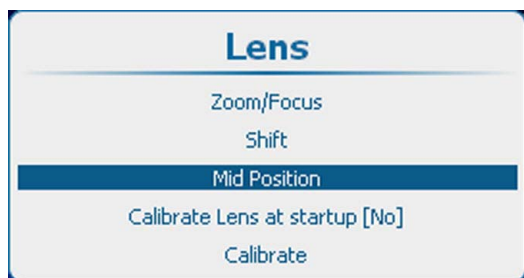 Lens
Zoom/Focus
Shift
Mid Position
Calibrate Lens at startup [No]
Calibrate